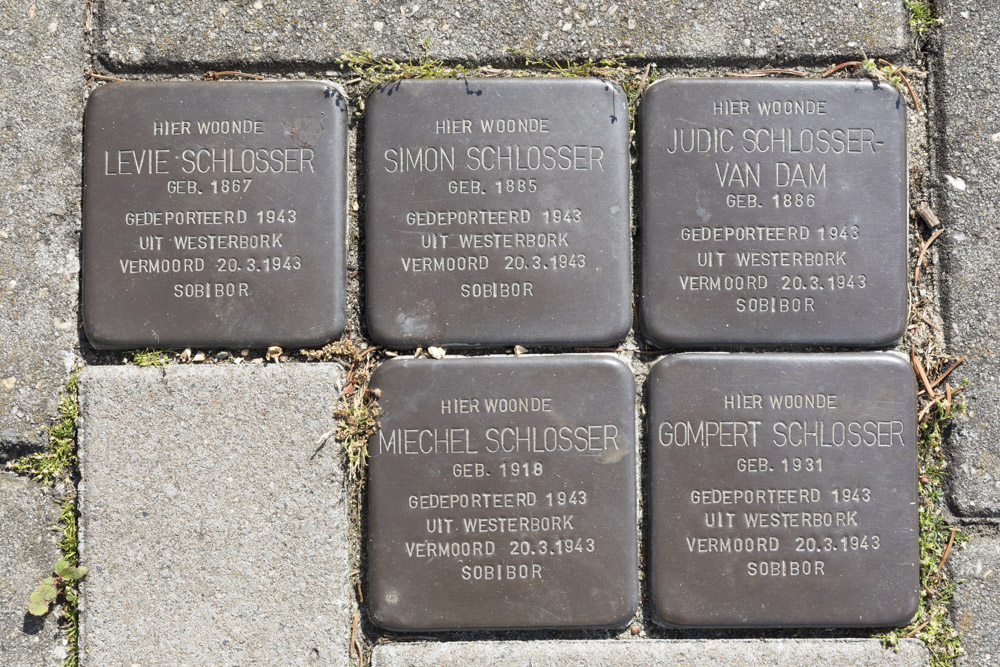 HIER WOONDE
LEVIE SCHLOSSER
GEB. 1867
GEDEPORTEERD 1943
UIT WESTERBORK
VERMOORD 20.3.1943
SOBIBOR
HIER WOONDE
SIMON SCHLOSSER
GEB. 1885
GEDEPORTEERD 1943
UIT WESTERBORK
VERMOORD 20.3.1943
SOBIBOR
HIER WOONDE
JUDIC SCHLOSSER-
VAN DAM
GEB. 1886
GEDEPORTEERD 1943
UIT WESTERBORK
VERMOORD 20.3.1943
SOBIBOR
HIER WOONDE
MIECHEL SCHLOSSER
GEB. 1918
GEDEPORTEERD 1943
UIT WESTERBORK
VERMOORD 20.3.1943
SOBIBOR
HIER WOONDE
GOMPERT SCHLOSSER
GEB. 1931
GEDEPORTEERD 1943
UIT WESTERBORK
VERMOORD 20.3.1943
SOBIBOR